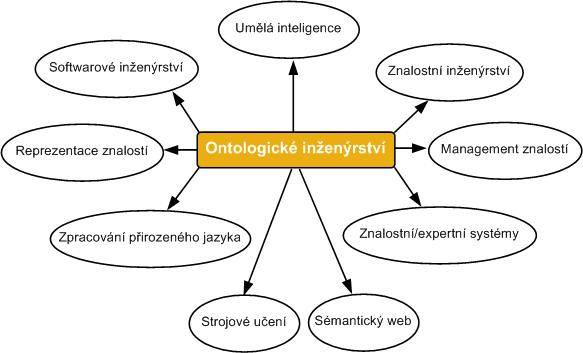 Umělá inteligence
Softwarové inženýrství
Znalostní inženýrství
Reprezentace znalostí
Ontologické inženýrství
Management znalostí
Zpracování přirozeného jazyka
Znalostní/expertní systémy
Strojové učení
Sémantický web